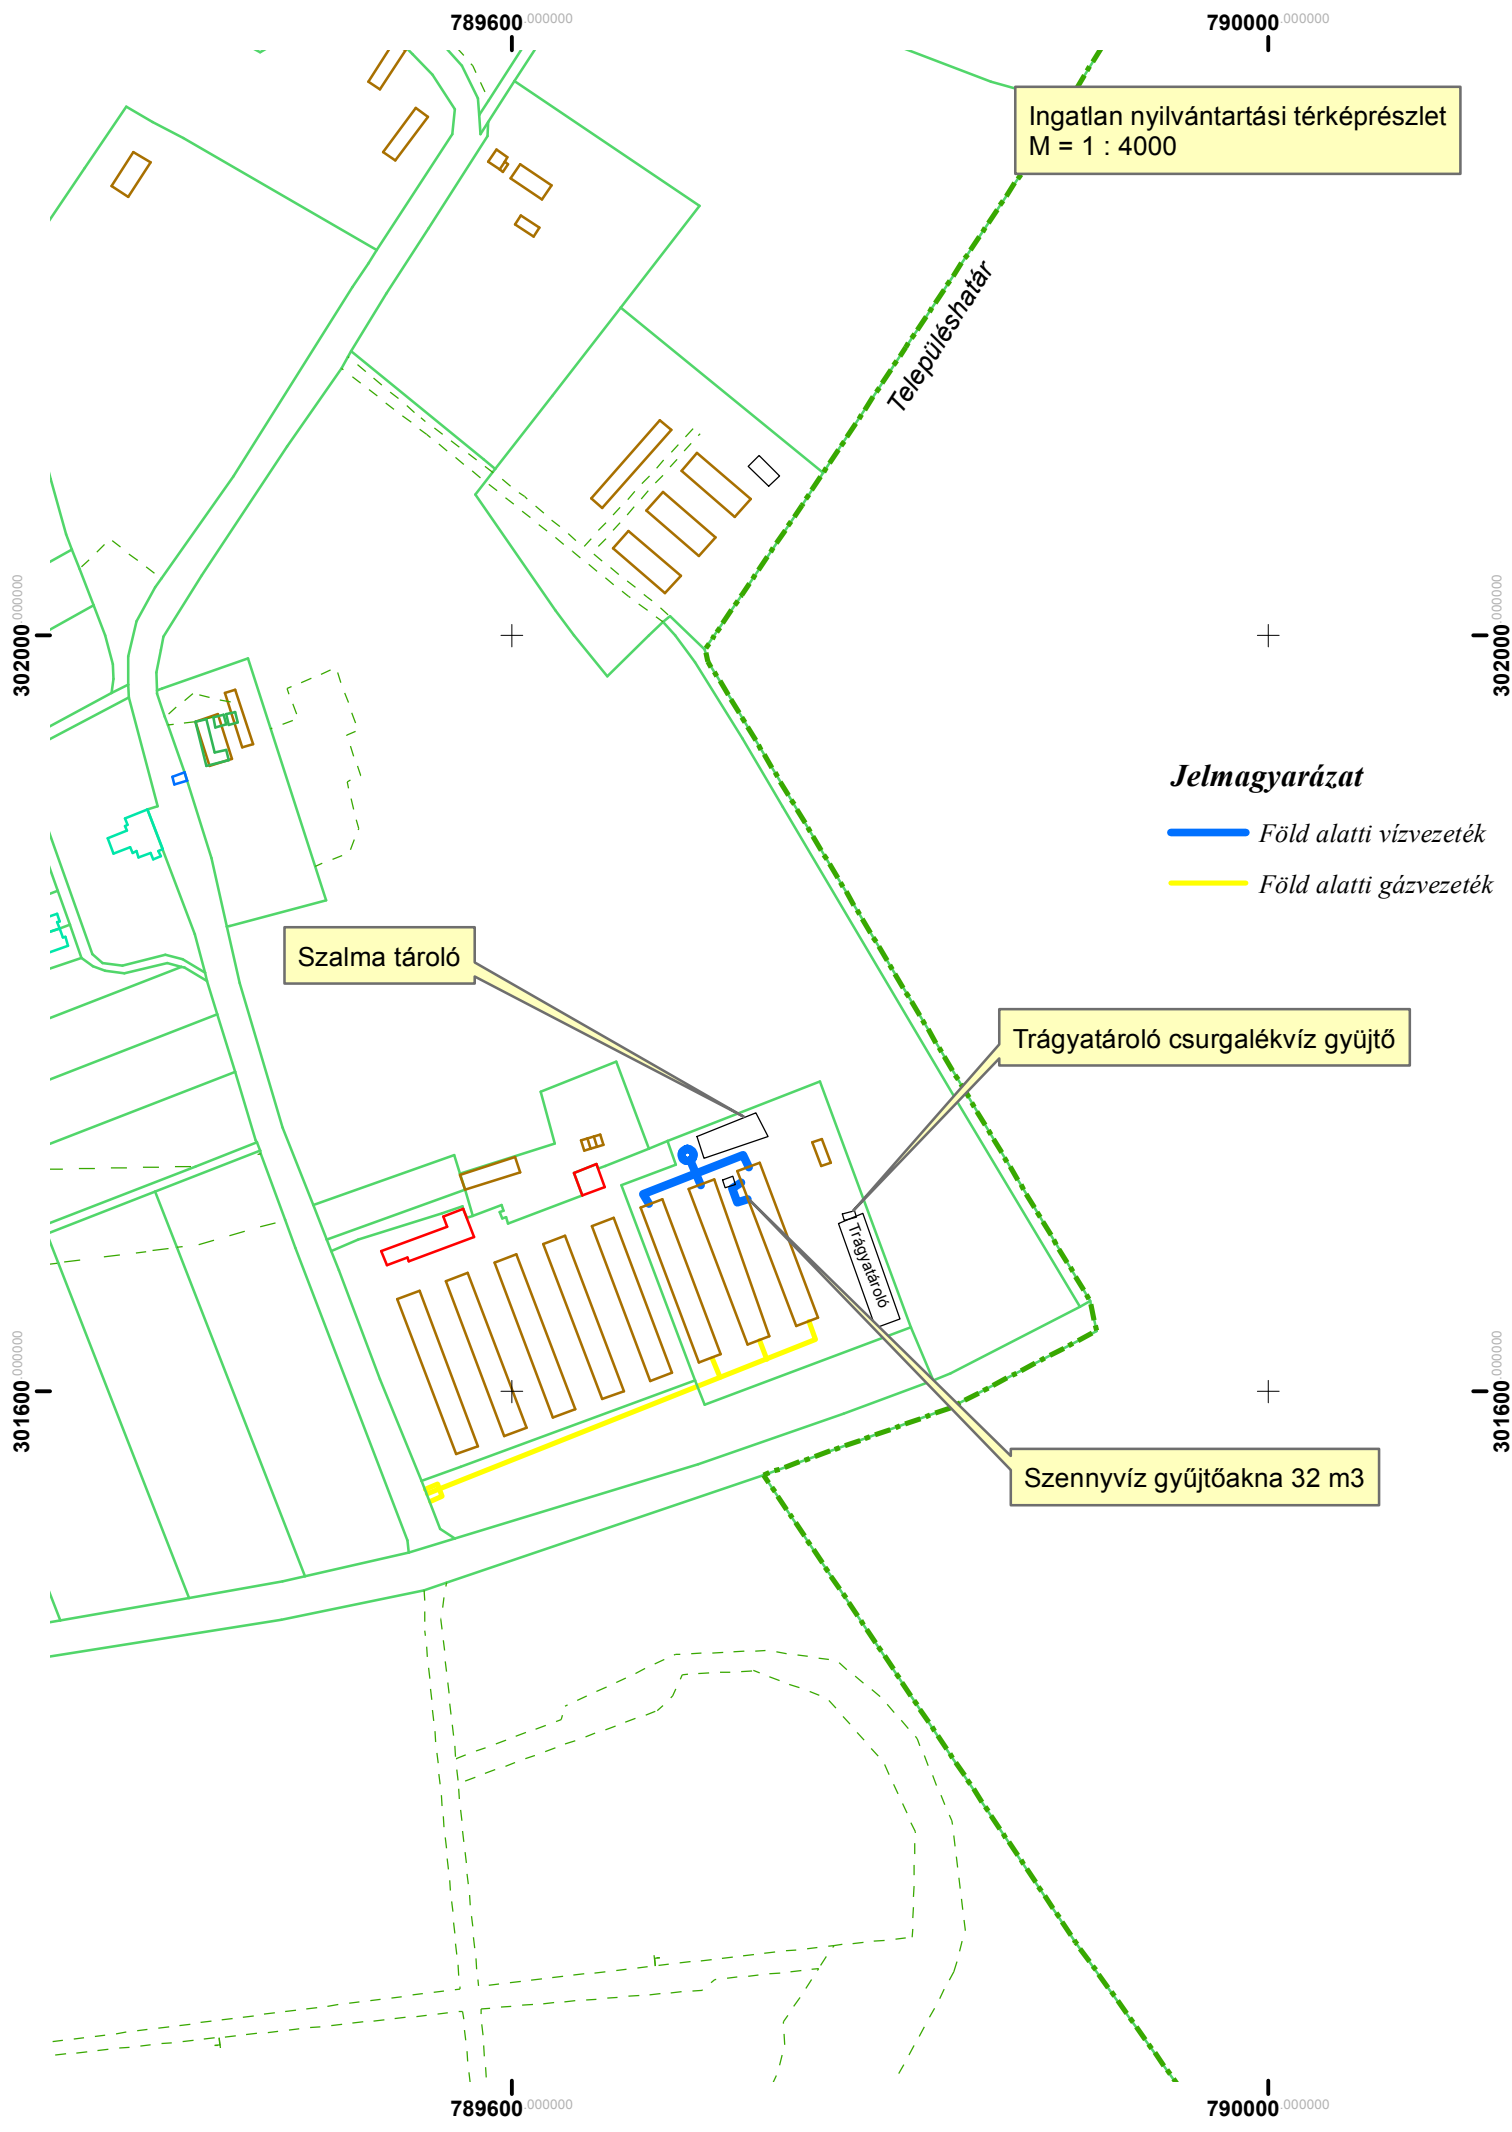 789600.000000
790000.000000
Ingatlan nyilvántartási térképrészlet
M = 1 : 4000
Településhatár
302000.000000
302000.000000
Jelmagyarázat
Föld alatti vízvezeték
Föld alatti gázvezeték
Szalma tároló
Trágyatároló csurgalékvíz gyüjtő
Trágyatároló
301600.000000
301600.000000
Szennyvíz gyűjtőakna 32 m3
789600.000000
790000.000000